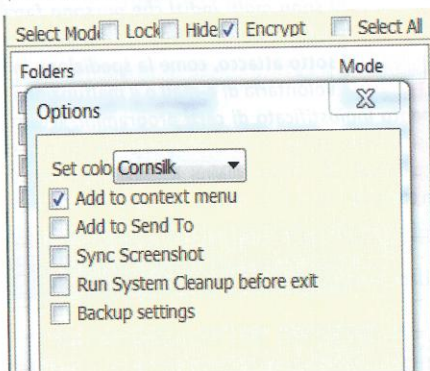 Select Mode Lock Hide Encrypt Select All
Folders Mode
Options
Set colo Cornsilk
Add to context menu
Add to Send To
Sync Screenshot
Run System Cleanup before exit
Backup settings